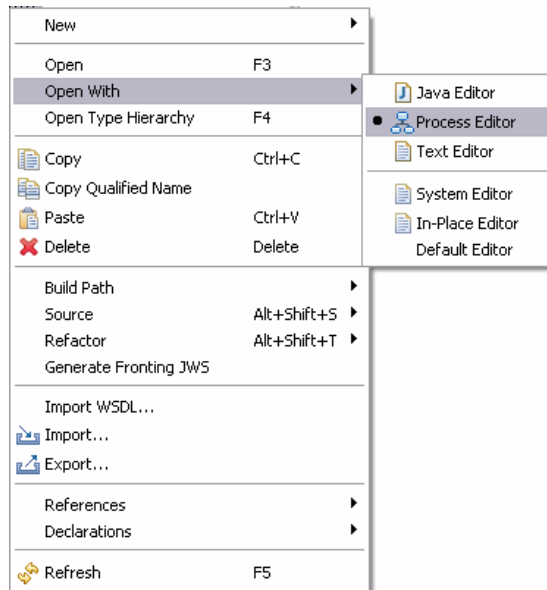 New
Open F3
Open With
Open Type Hierarchy F4
Copy Ctrl+C
Copy Qualified Name
Paste Ctrl+V
Delete Delete
Build Path
Source Alt+Shift+S
Refactor Alt+Shift+T
Generate Fronting JWS
Import WSDL...
Import...
Export...
References
Declarations
Refresh F5
Java Editor
Process Editor
Text Editor
System Editor
In-Place Editor
Default Editor